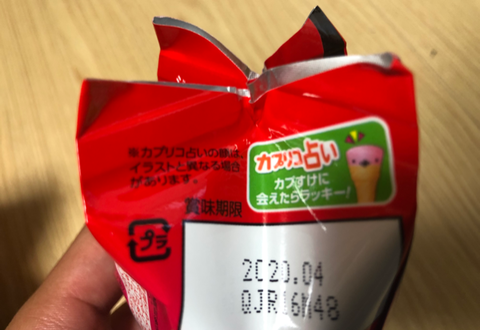 ※カプリコ占いの夢は、
イラストと異なる場合
があります。
カプリコ占い
カプすけに
会えたらラッキー!
賞味期限
プラ
2020.04
QJR16M48